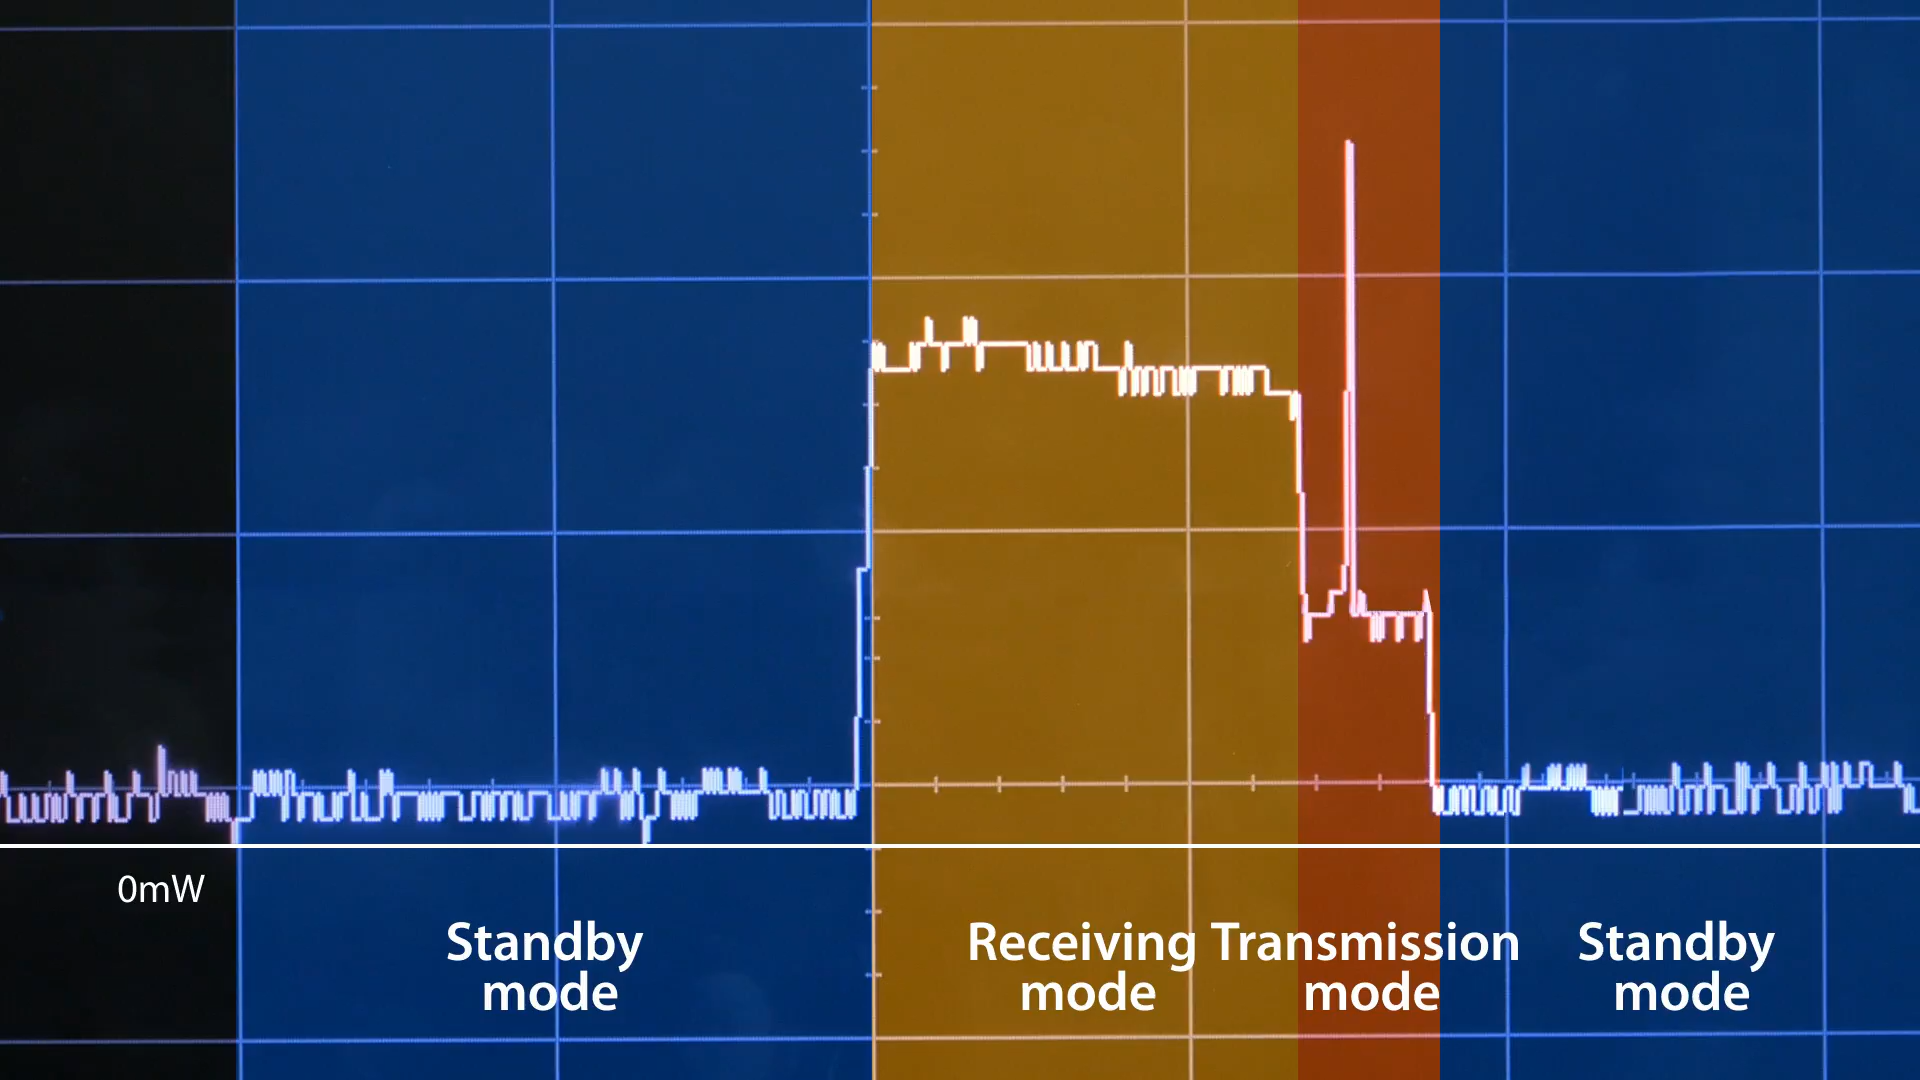 0mW
Standby
mode
Receiving
mode
Transmission
mode
Standby
mode